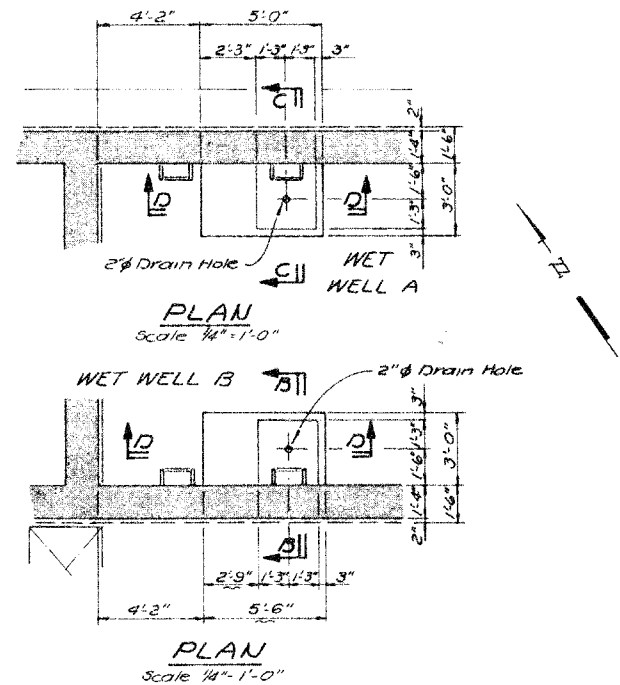 4'-2" 5'-0"
2'-3" 1'-3" 1'-3" 3"
C
2"
1'-4" 1'-6"
D D
1'-6" 3'-0"
1'-3"
3"
2"φ Drain Hole
C WET
WELL A
PLAN
Scale 1/4"=1'-0"
WET WELL B
B
2"φ Drain Hole
3"
D D
1'-3" 3'-0"
1'-6"
1'-4" 1'-6"
2"
B
2'-9" 1'-3" 1'-3" 3"
4'-2" 5'-6"
PLAN
Scale 1/4"-1'-0"